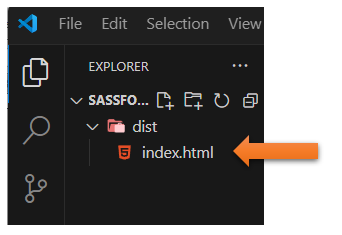 File Edit Selection View
EXPLORER
SASSFO...
dist
index.html